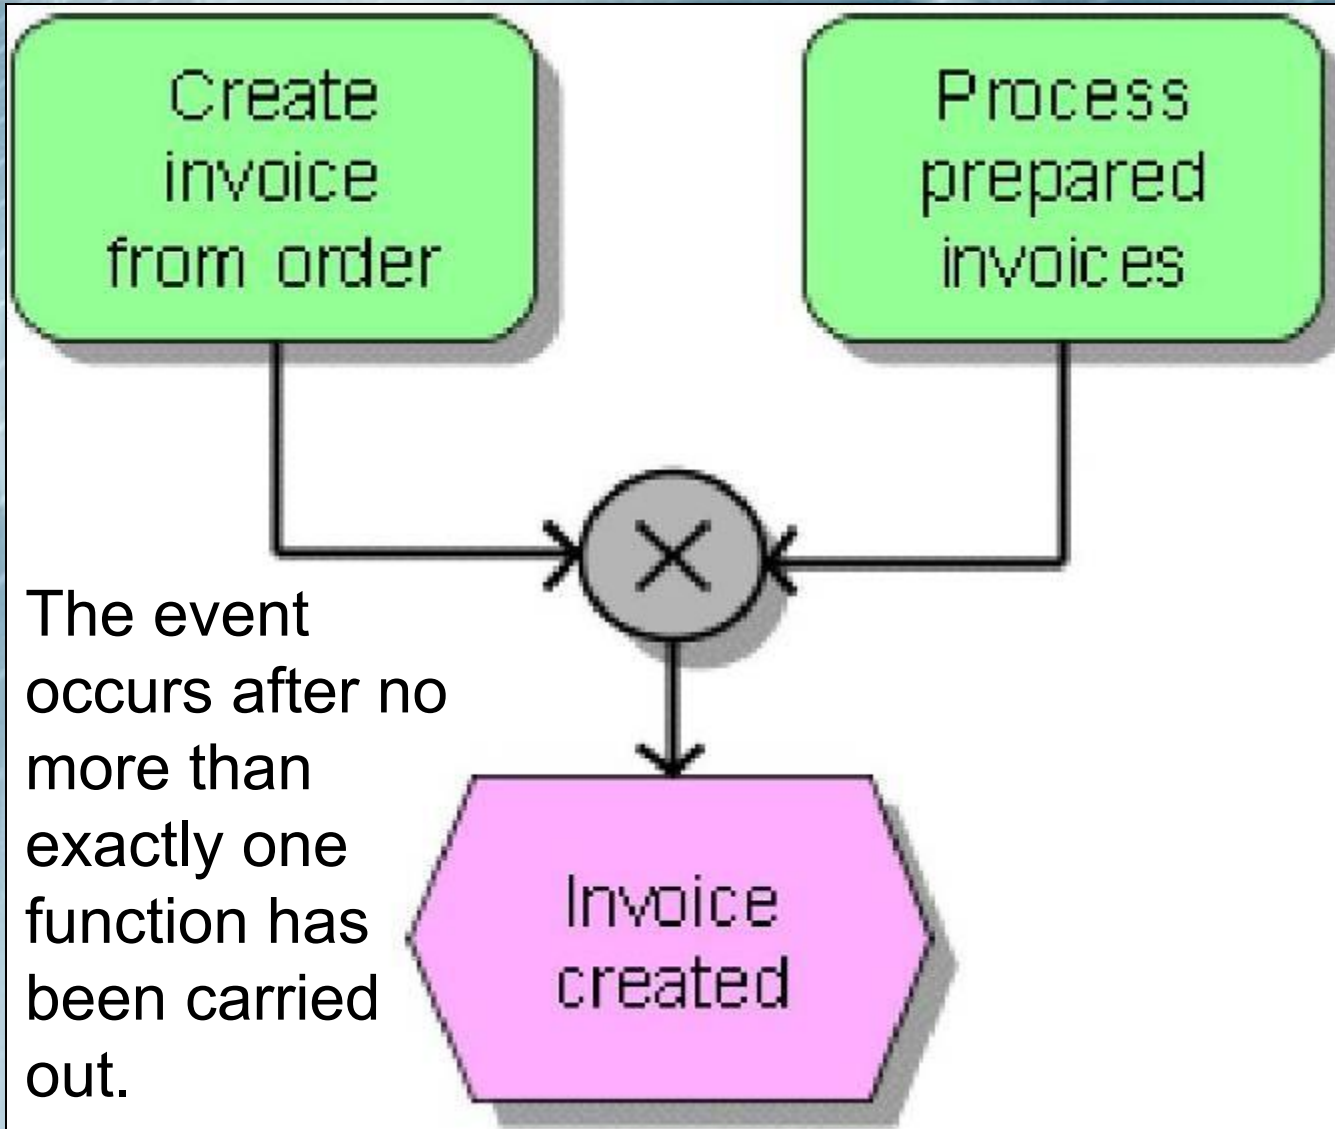 Create
invoice
from order
Process
prepared
invoices
The event
occurs after no
more than
exactly one
function has
been carried
out.
Invoice
created